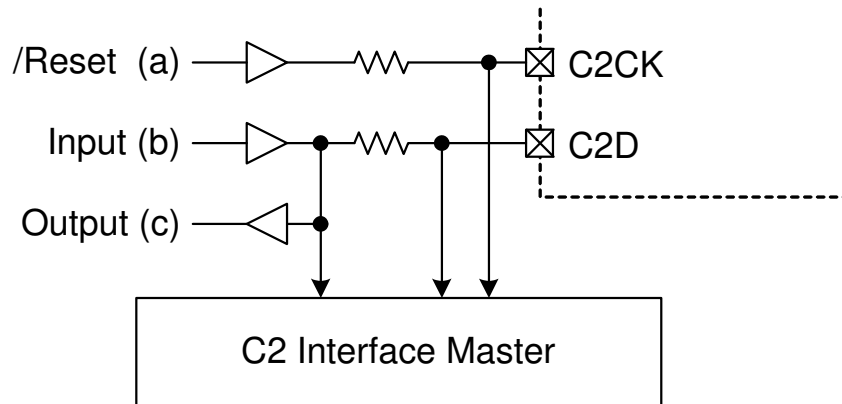 /Reset (a)
C2CK
Input (b)
C2D
Output (c)
C2 Interface Master